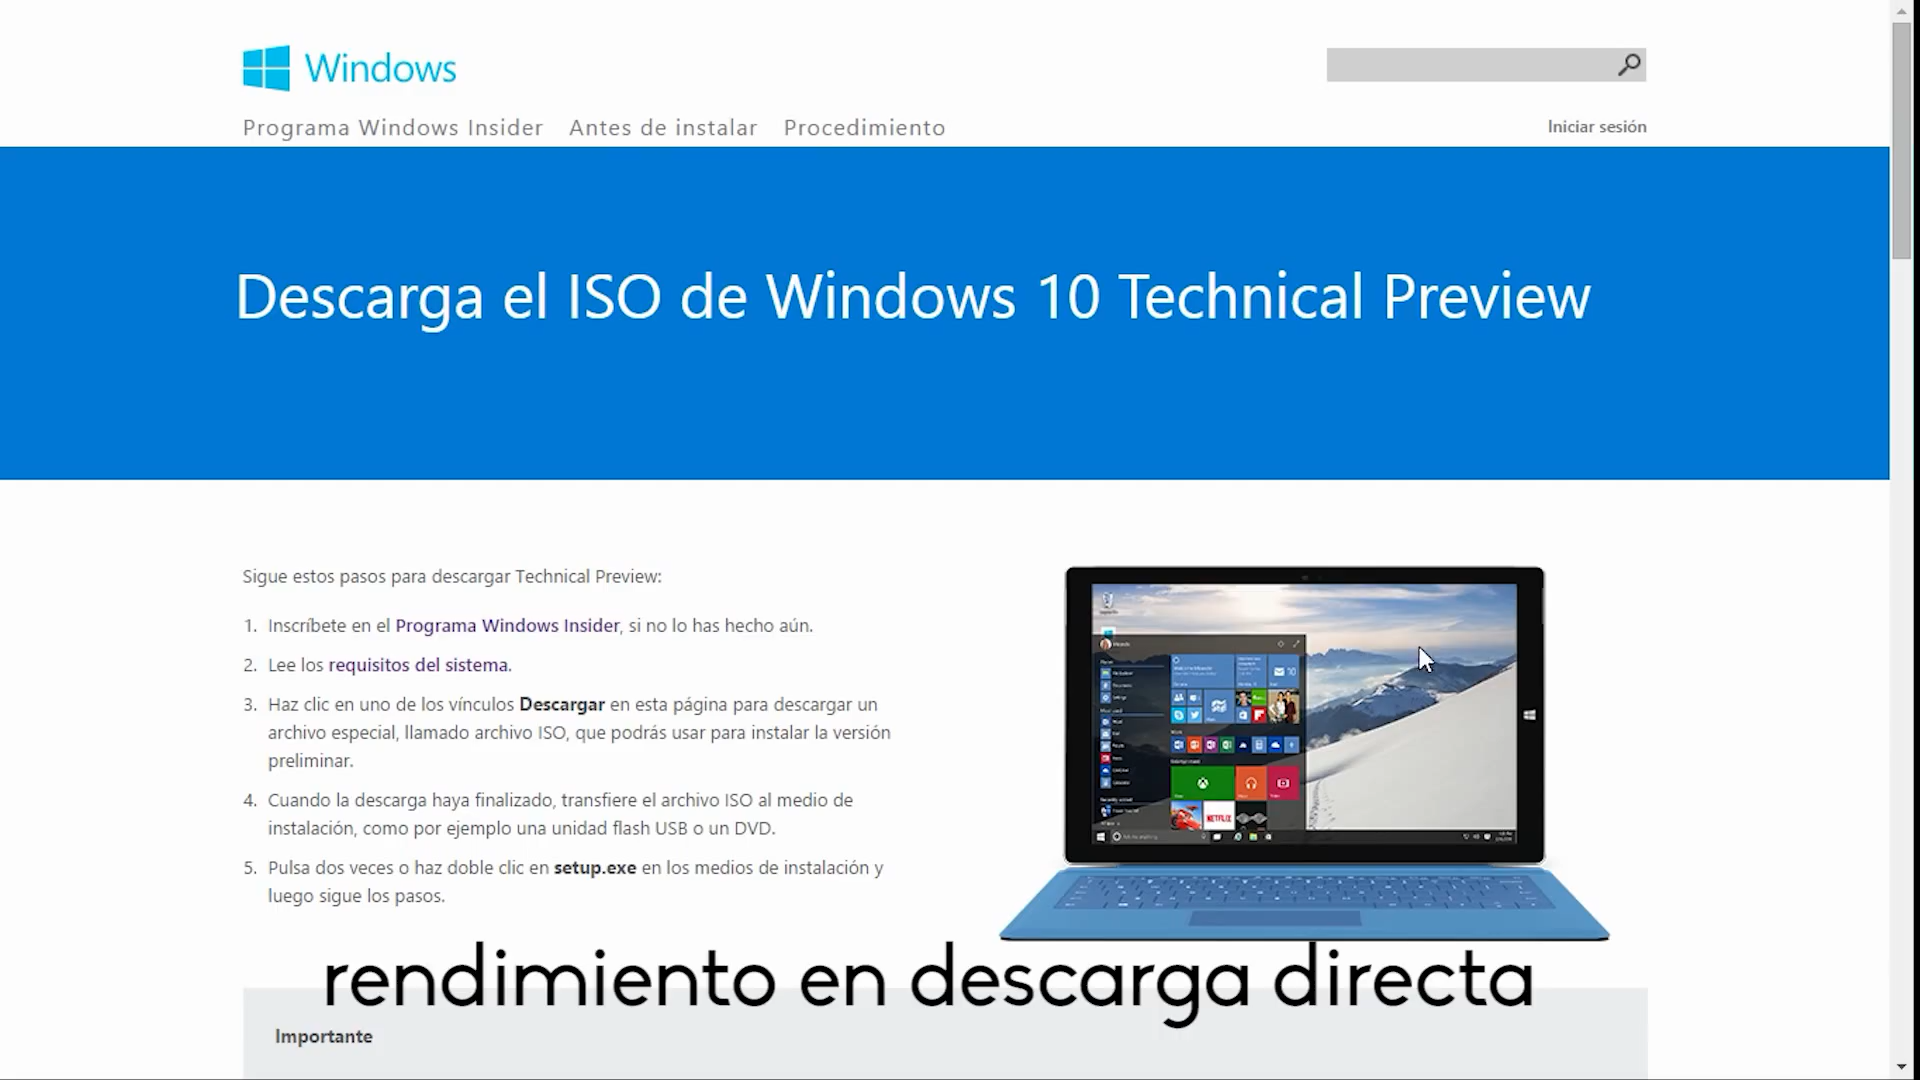 Windows
Programa Windows Insider Antes de instalar Procedimiento
Iniciar sesión
Descarga el ISO de Windows 10 Technical Preview
Sigue estos pasos para descargar Technical Preview:
1. Inscríbete en el Programa Windows Insider, si no lo has hecho aún.
2. Lee los requisitos del sistema.
3. Haz clic en uno de los vínculos Descargar en esta página para descargar un
archivo especial, llamado archivo ISO, que podrás usar para instalar la versión
preliminar.
4. Cuando la descarga haya finalizado, transfiere el archivo ISO al medio de
instalación, como por ejemplo una unidad flash USB o un DVD.
5. Pulsa dos veces o haz doble clic en setup.exe en los medios de instalación y
luego sigue los pasos.
NETFLIX
rendimiento en descarga directa
Importante